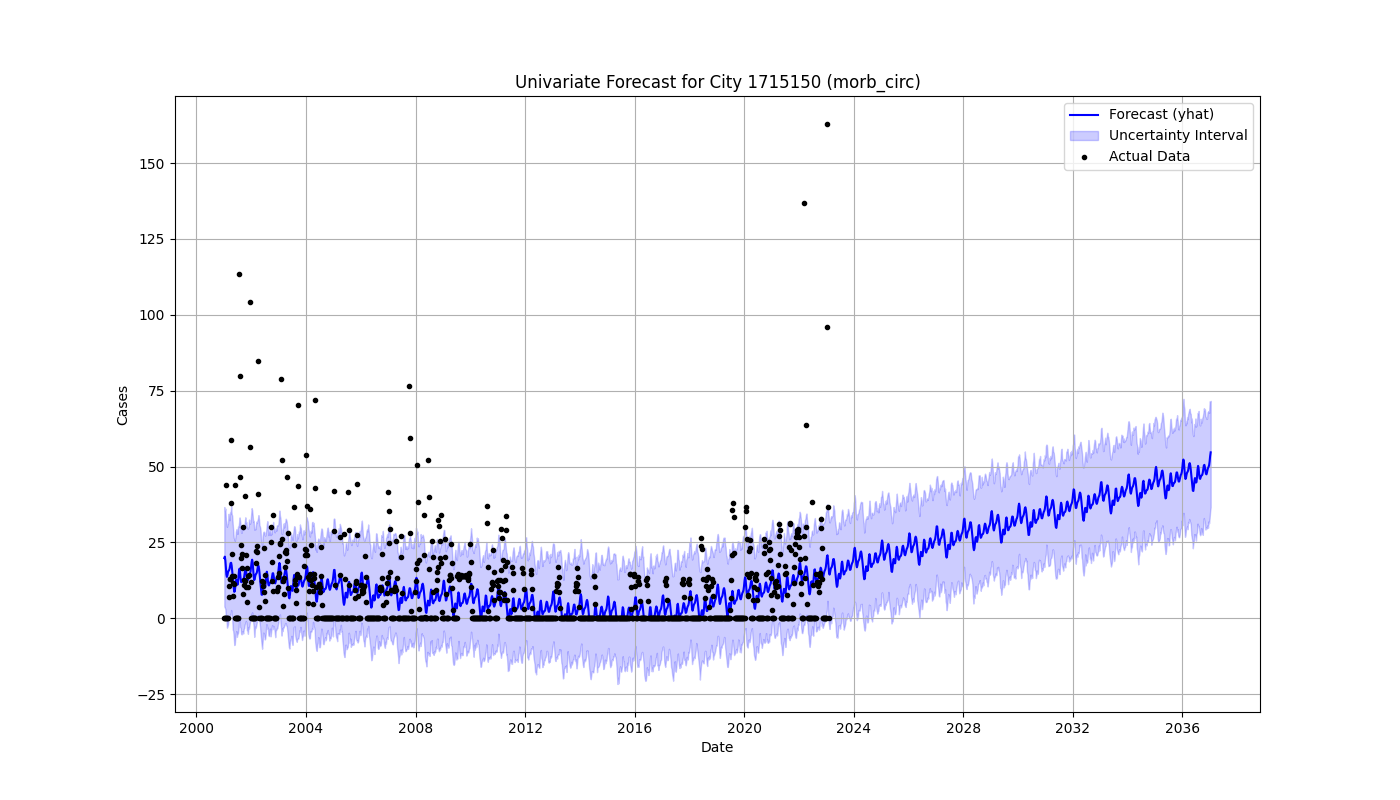 Univariate Forecast for City 1715150 (morb_circ)
Forecast (yhat)
Uncertainty Interval
Actual Data
150
125
100
75
50
25
0
−25
Cases
2000 2004 2008 2012 2016 2020 2024 2028 2032 2036
Date